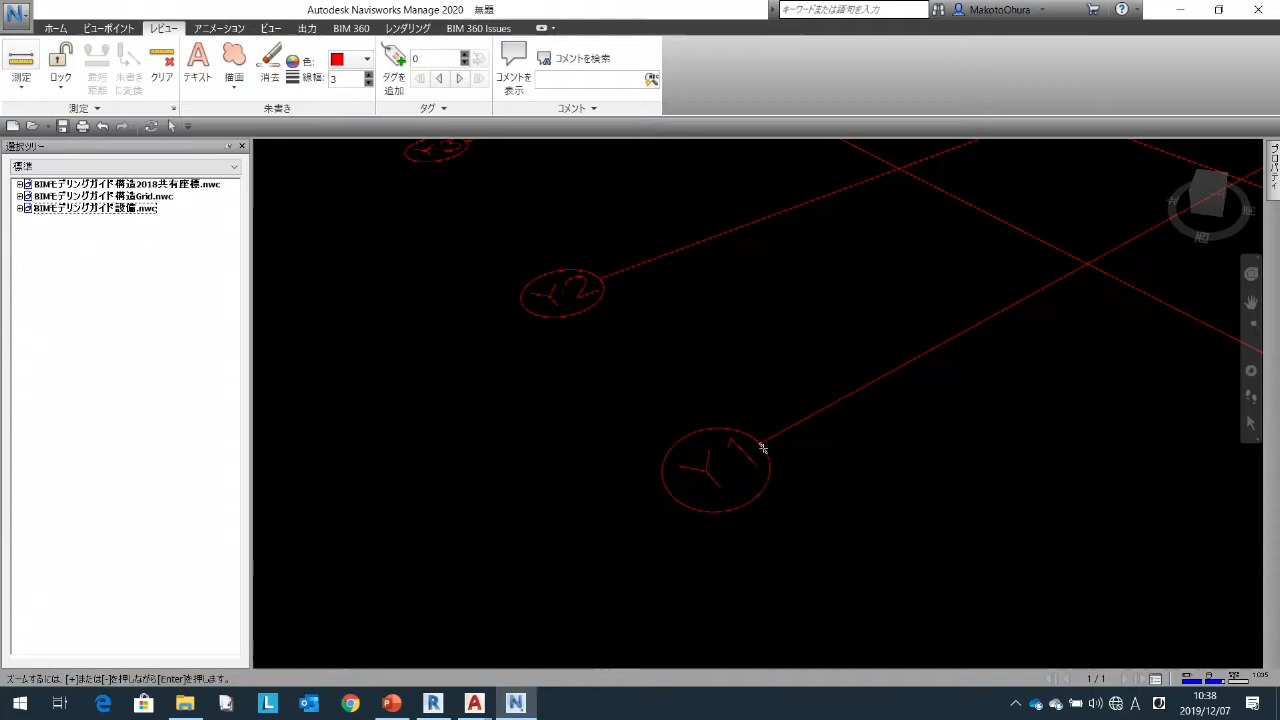 Autodesk Navisworks Manage 2020 無題
キーワードまたは語句を入力
MakotoOhura
ホーム ビューポイント レビュー アニメーション ビュー 出力 BIM 360 レンダリング BIM 360 Issues
測定 ロック 最短距離 朱書きに変換 クリア テキスト 描画 消去 色: 線幅: 3 タグを追加 0 コメントを表示 コメントを検索
測定 朱書き タグ コメント
選択ツリー
標準
BIMモデリングガイド構造2018共有座標.nwc
BIMモデリングガイド構造Grid.nwc
BIMモデリングガイド設備.nwc
プロパティ
Y3
Y2
Y1
ズームするには、[+]または[-]を押しながら[Enter]を押します。
1/1
1035
A
10:38
2019/12/07